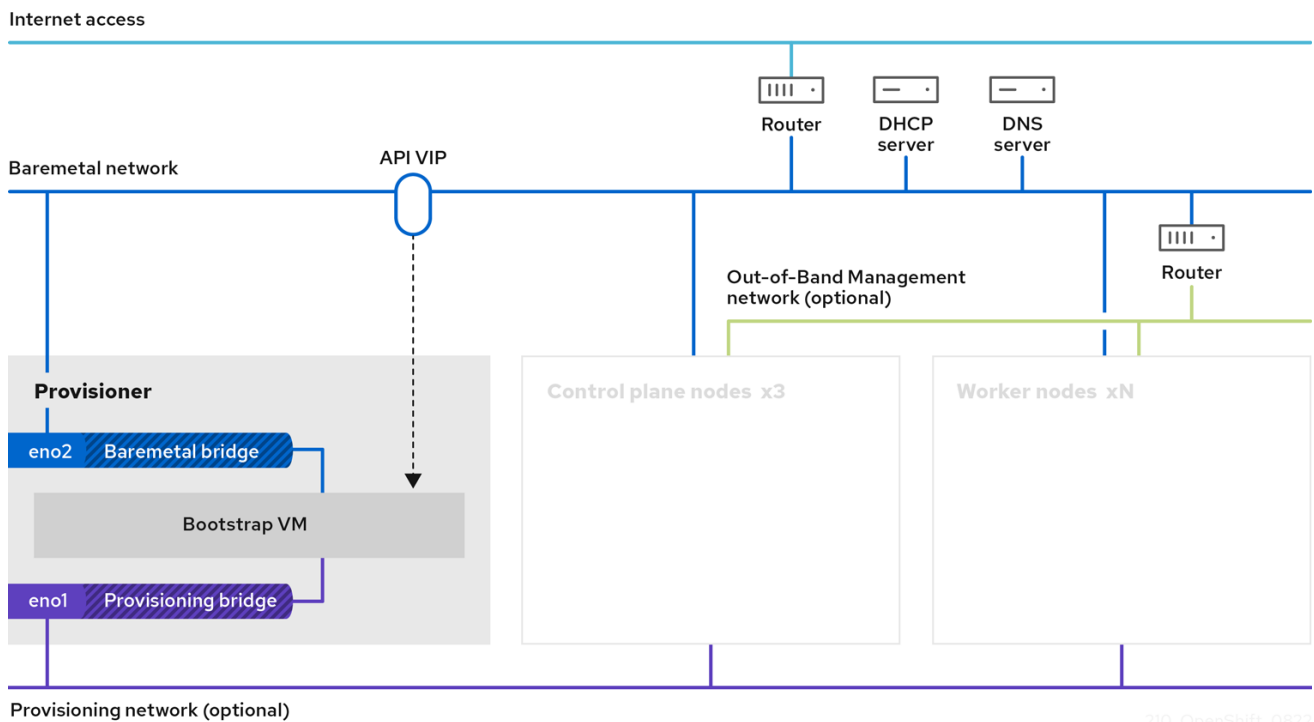 Internet access
Router
DHCP
server
DNS
server
Baremetal network
API VIP
Router
Out-of-Band Management
network (optional)
Provisioner
Control plane nodes x3
Worker nodes xN
eno2
Baremetal bridge
Bootstrap VM
eno1
Provisioning bridge
Provisioning network (optional)